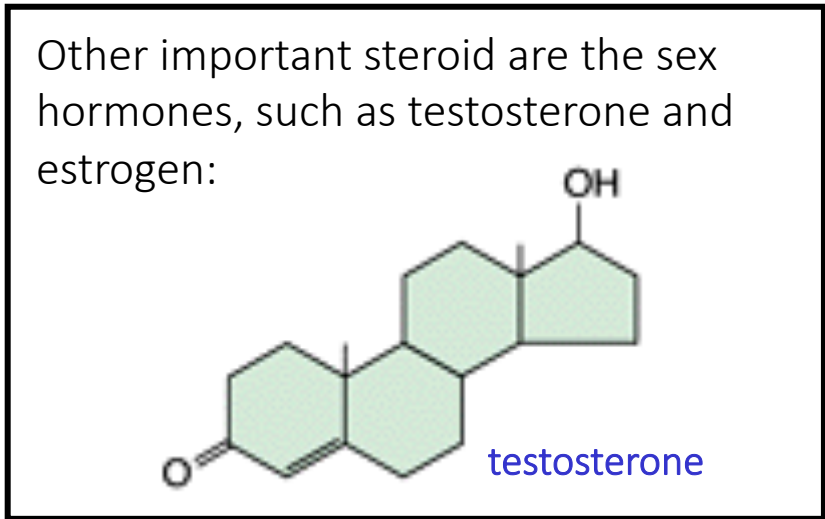 Other important steroid are the sex
hormones, such as testosterone and
estrogen:
OH
O
testosterone